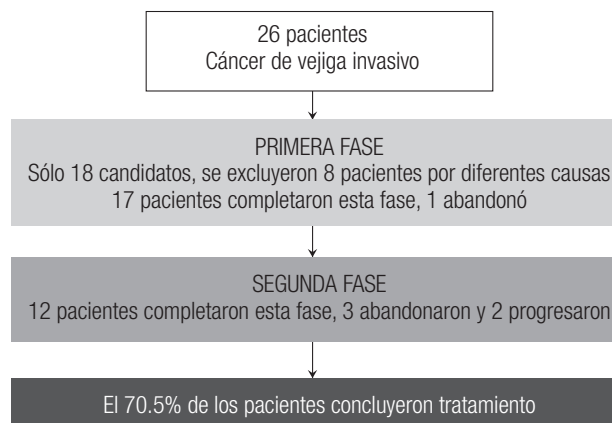 26 pacientes
Cáncer de vejiga invasivo
PRIMERA FASE
Sólo 18 candidatos, se excluyeron 8 pacientes por diferentes causas
17 pacientes completaron esta fase, 1 abandonó
SEGUNDA FASE
12 pacientes completaron esta fase, 3 abandonaron y 2 progresaron
El 70.5% de los pacientes concluyeron tratamiento